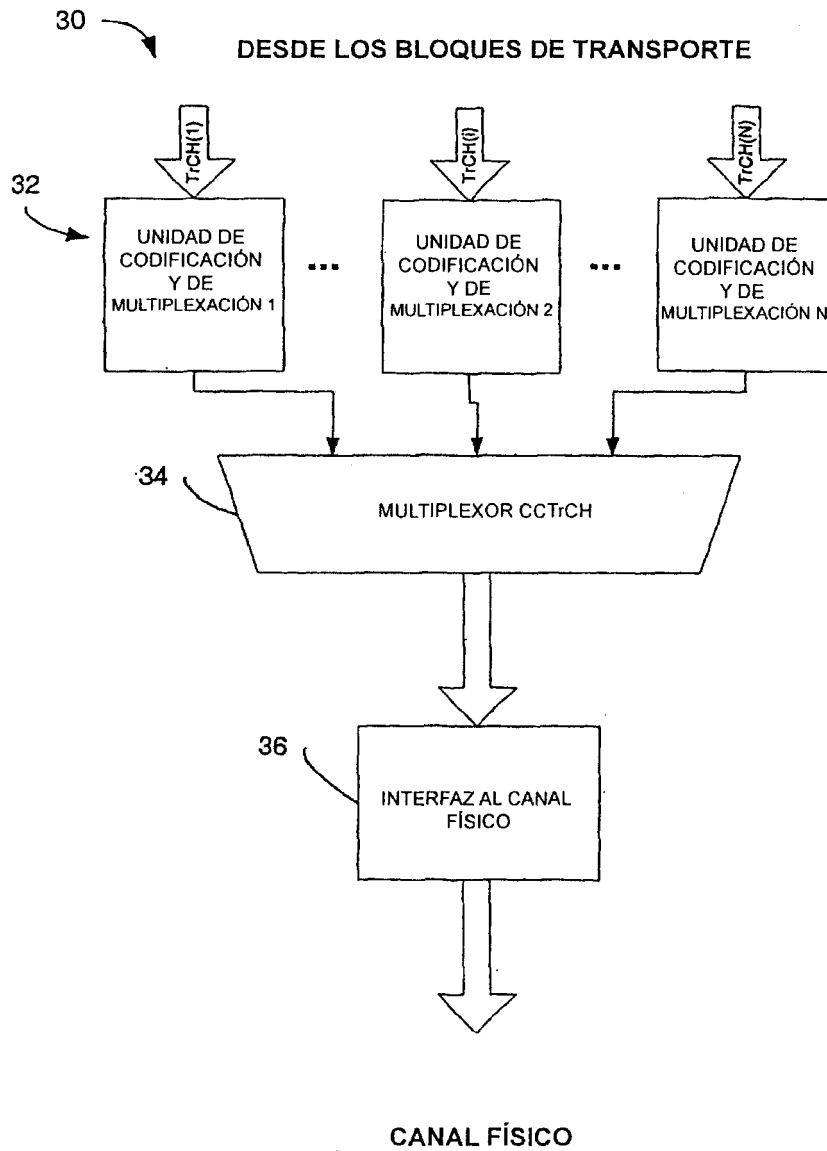 30
DESDE LOS BLOQUES DE TRANSPORTE
TrCH(1)
TrCH(i)
TrCH(N)
32
UNIDAD DE
CODIFICACIÓN
Y DE
MULTIPLEXACIÓN 1
...
UNIDAD DE
CODIFICACIÓN
Y DE
MULTIPLEXACIÓN 2
...
UNIDAD DE
CODIFICACIÓN
Y DE
MULTIPLEXACIÓN N
34
MULTIPLEXOR CCTrCH
36
INTERFAZ AL CANAL
FÍSICO
CANAL FÍSICO